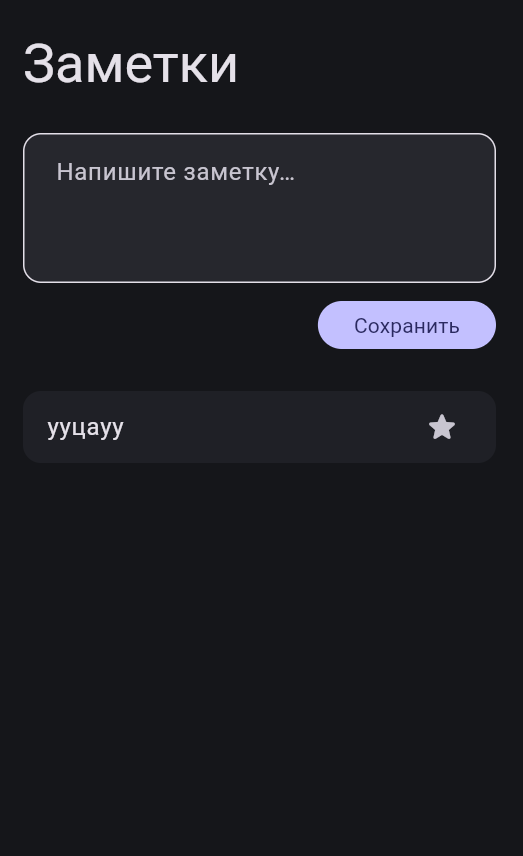 Заметки
Напишите заметку…
Сохранить
ууцауу